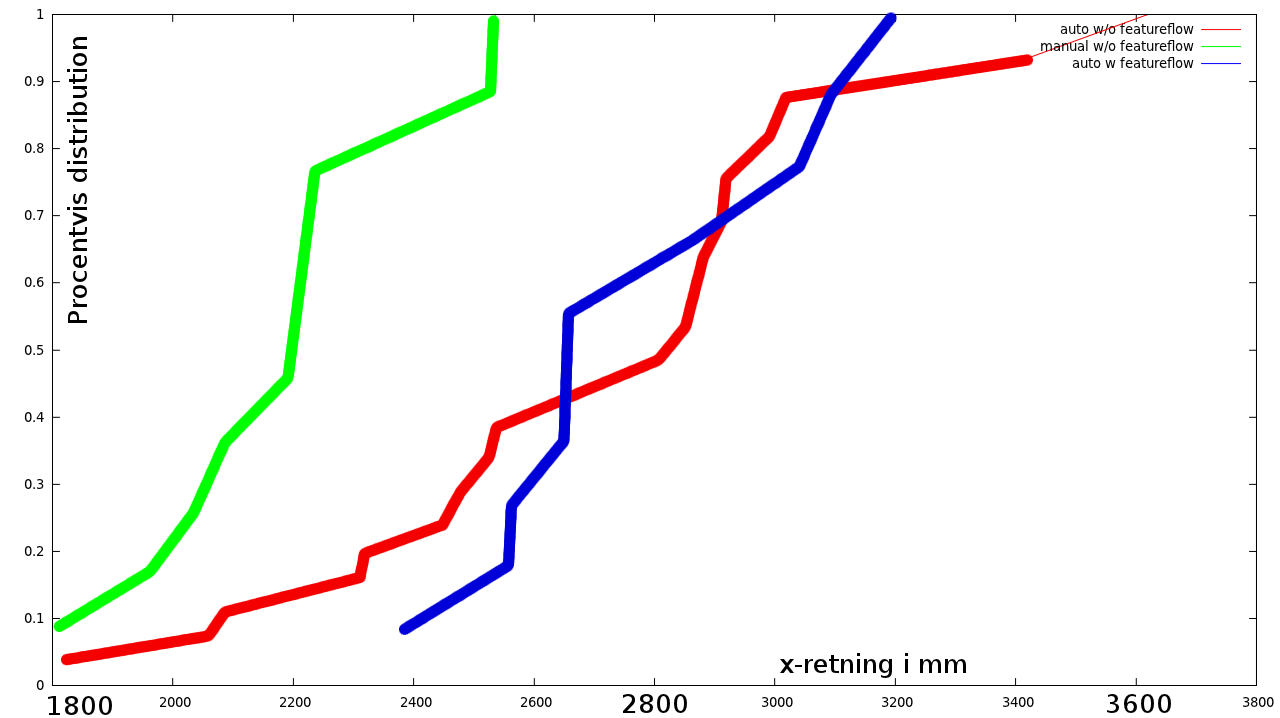 1
0.9
0.8
0.7
0.6
0.5
0.4
0.3
0.2
0.1
0
Procentvis distribution
auto w/o featureflow
manual w/o featureflow
auto w featureflow
x-retning i mm
1800 2000 2200 2400 2600 2800 3000 3200 3400 3600 3800